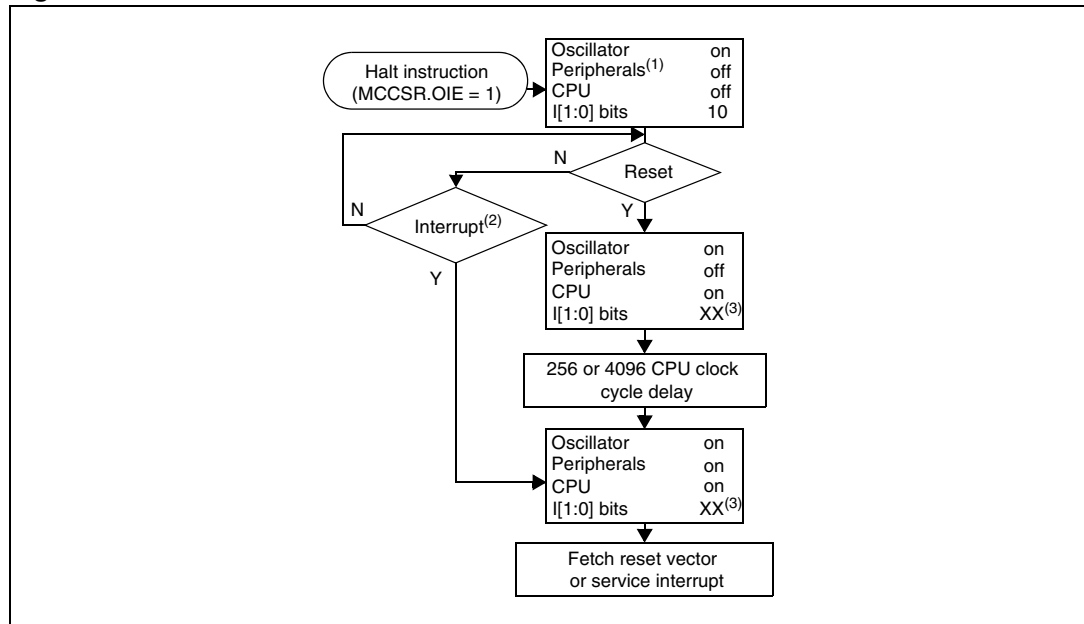 Halt instruction
(MCCSR.OIE = 1)
Oscillator on
Peripherals(1) off
CPU off
I[1:0] bits 10
Reset
N
Y
Interrupt(2)
N
Y
Oscillator on
Peripherals off
CPU on
I[1:0] bits XX(3)
256 or 4096 CPU clock
cycle delay
Oscillator on
Peripherals on
CPU on
I[1:0] bits XX(3)
Fetch reset vector
or service interrupt